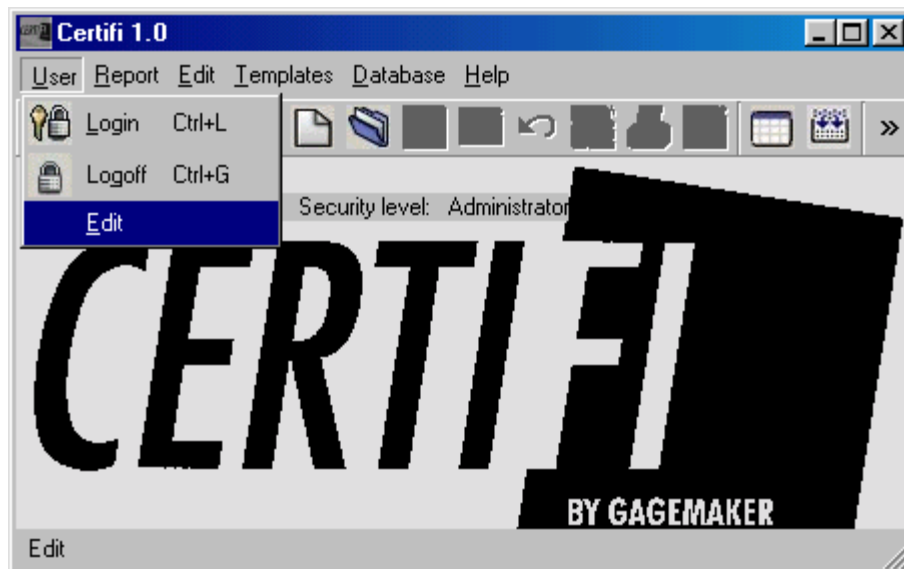 Certifi 1.0
User Report Edit Templates Database Help
Login Ctrl+L
»
Logoff Ctrl+G
Security level: Administrator
Edit
CERTIFI
BY GAGEMAKER
Edit